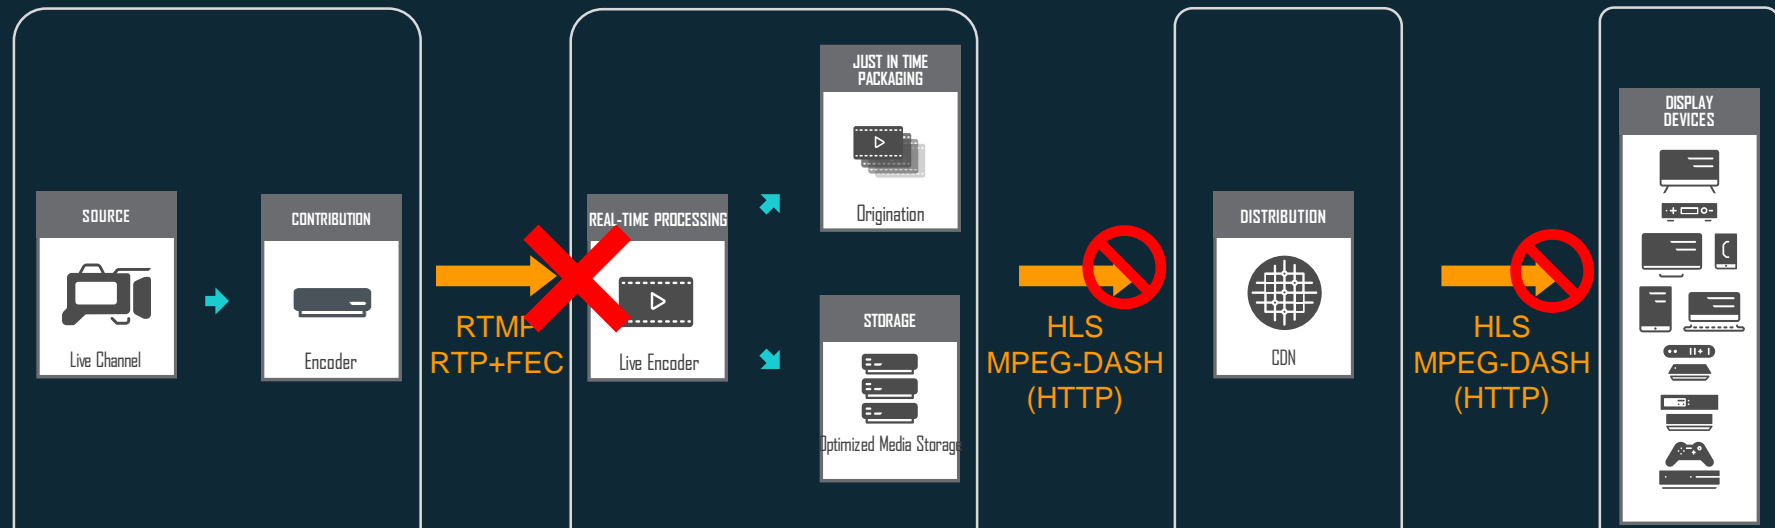 SOURCE
Live Channel
CONTRIBUTION
Encoder
RTMP
RTP+FEC
REAL-TIME PROCESSING
Live Encoder
JUST IN TIME
PACKAGING
Origination
STORAGE
Optimized Media Storage
HLS
MPEG-DASH
(HTTP)
DISTRIBUTION
CDN
HLS
MPEG-DASH
(HTTP)
DISPLAY
DEVICES